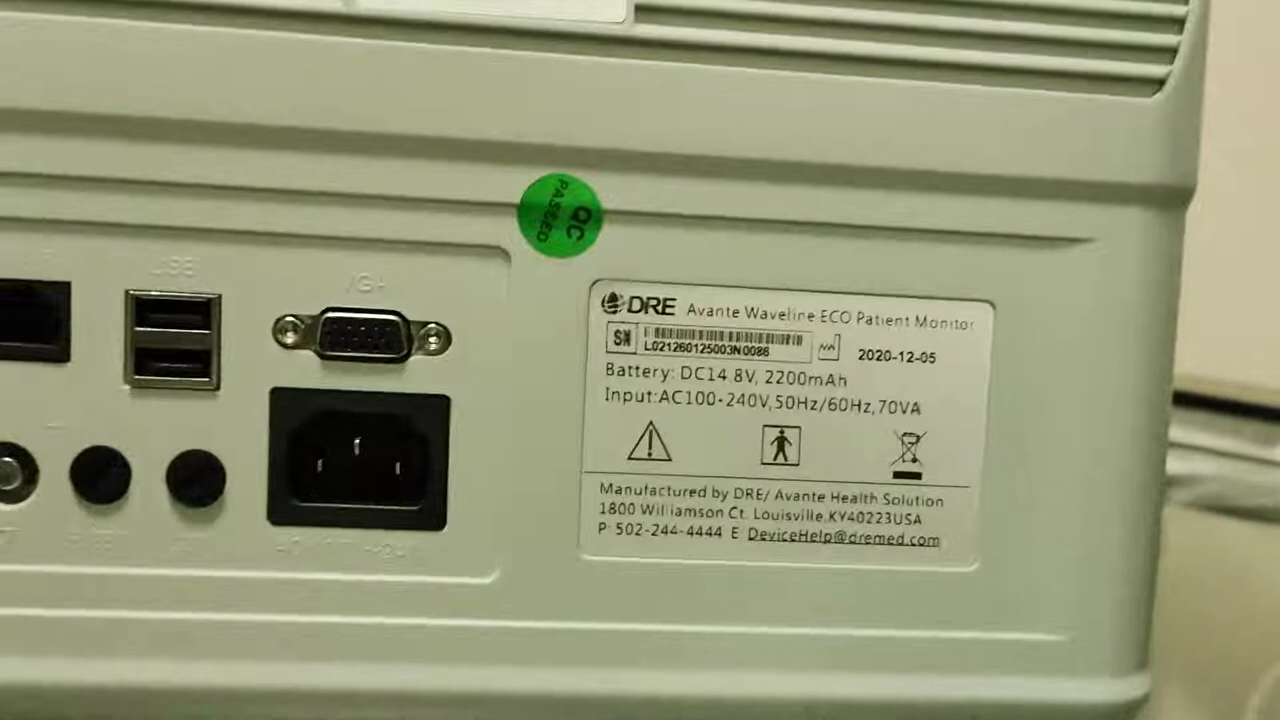 USB
QC
PASSED
DRE Avante Waveline ECO Patient Monitor
SN L021260125003N0086 2020-12-05
Battery: DC14.8V, 2200mAh
Input:AC100-240V,50Hz/60Hz,70VA
Manufactured by DRE/ Avante Health Solution
1800 Williamson Ct. Louisville,KY40223USA
P: 502-244-4444 E: DeviceHelp@dremed.com